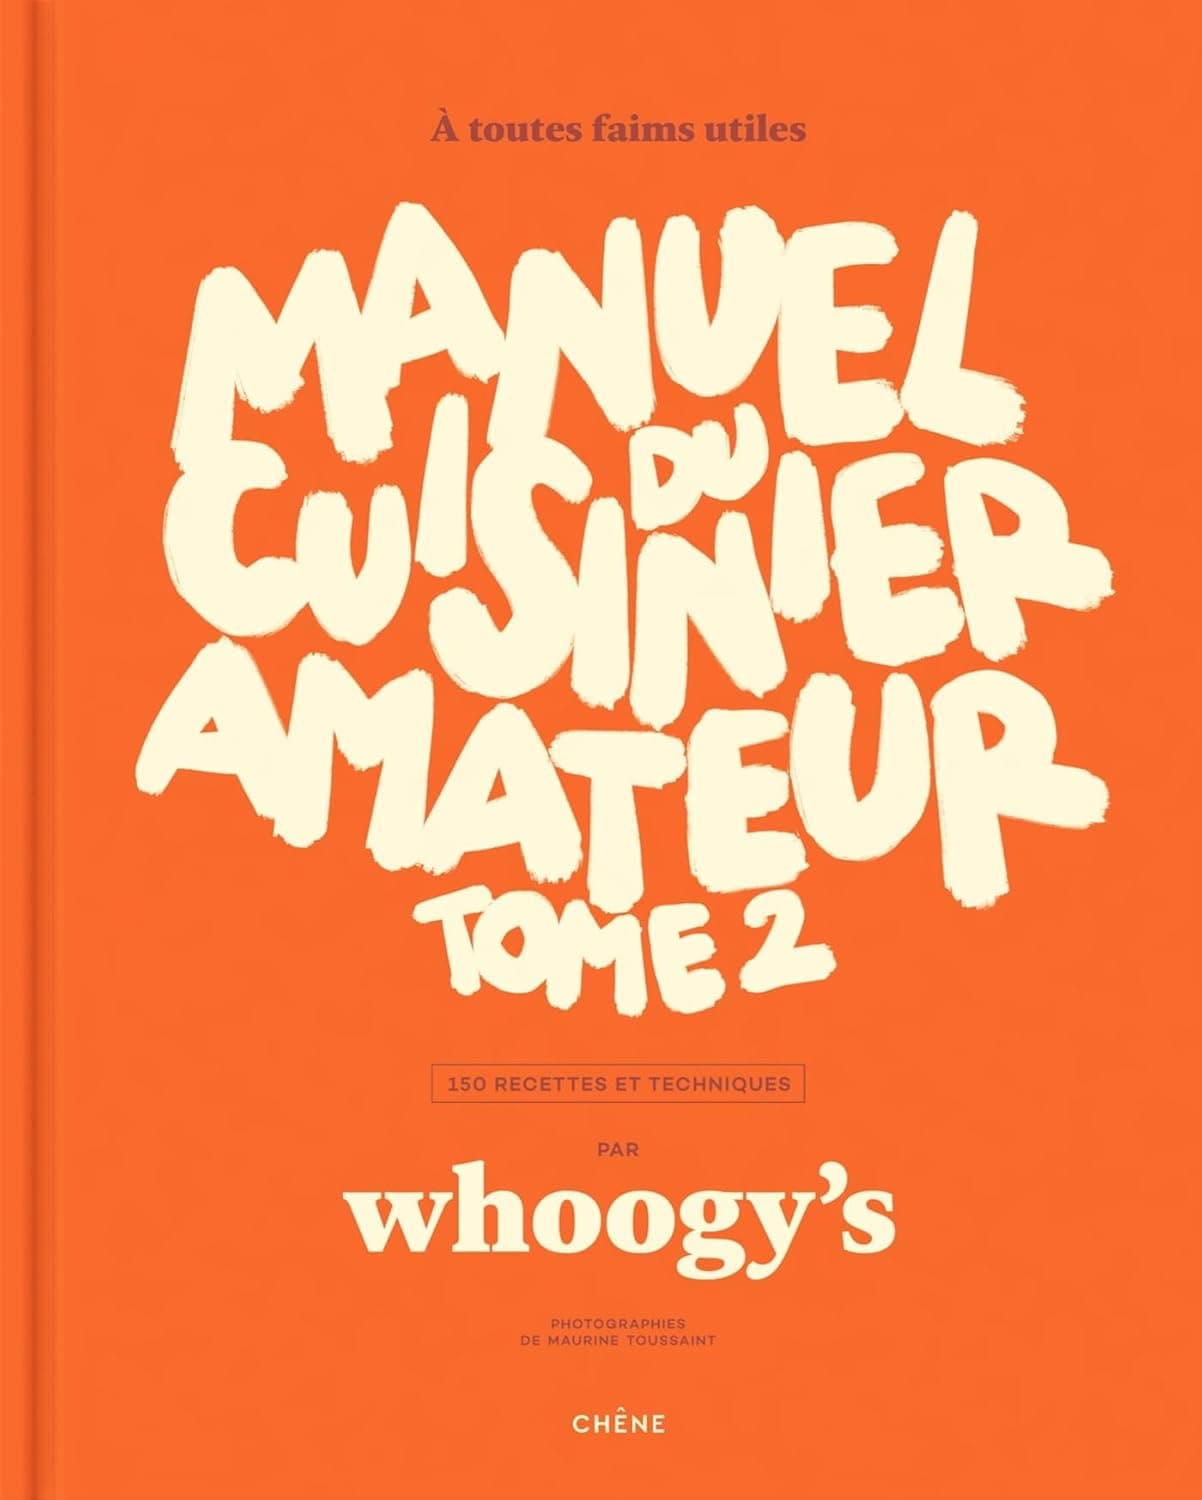 À toutes faims utiles
MANUEL
DU
CUISINIER
AMATEUR
TOME 2
150 RECETTES ET TECHNIQUES
PAR
whoogy’s
PHOTOGRAPHIES
DE MAURINE TOUSSAINT
CHÊNE